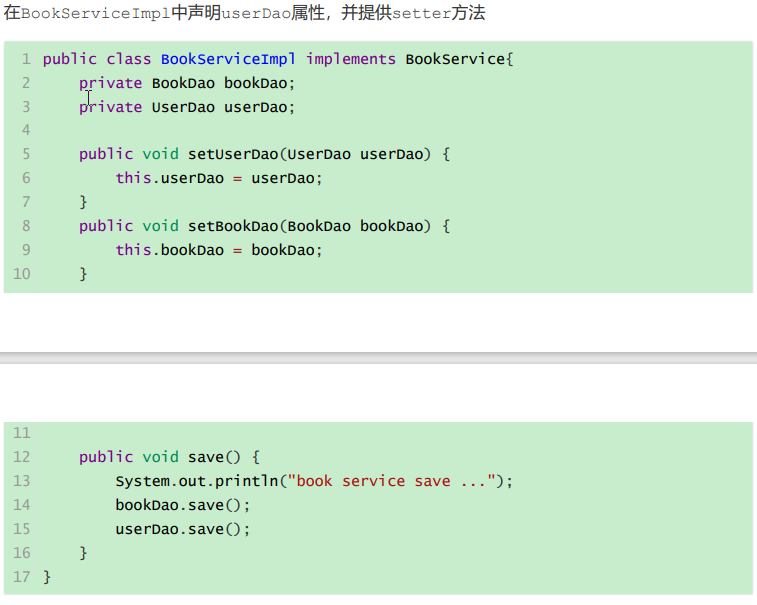 在BookServiceImpl中声明userDao属性，并提供setter方法
1 public class BookServiceImpl implements BookService{
2     private BookDao bookDao;
3     private UserDao userDao;
4
5     public void setUserDao(UserDao userDao) {
6         this.userDao = userDao;
7     }
8     public void setBookDao(BookDao bookDao) {
9         this.bookDao = bookDao;
10     }
11
12     public void save() {
13         System.out.println("book service save ...");
14         bookDao.save();
15         userDao.save();
16     }
17 }